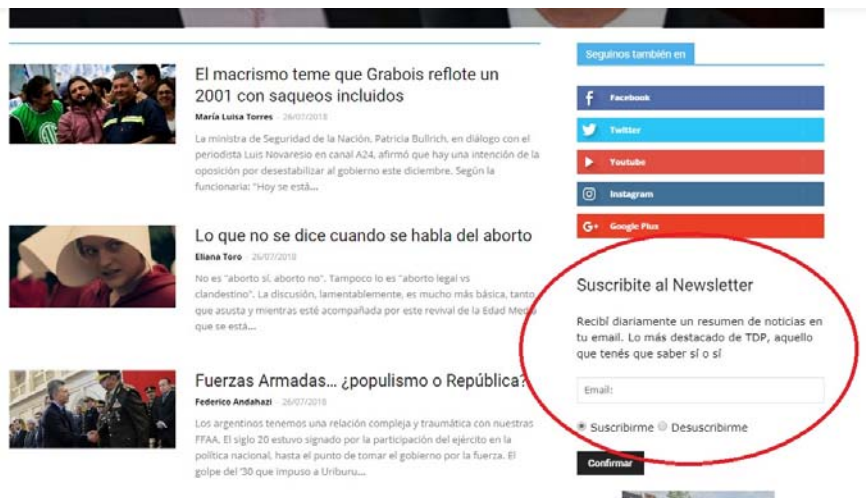 El macrismo teme que Grabois reflote un
2001 con saqueos incluidos
María Luisa Torres - 26/07/2018
La ministra de Seguridad de la Nación, Patricia Bullrich, en diálogo con el
periodista Luis Novaresio en canal A24, afirmó que hay una intención de la
oposición por desestabilizar al gobierno este diciembre. Según la
funcionaria: "Hoy se está...
Lo que no se dice cuando se habla del aborto
Eliana Toro - 26/07/2018
No es "aborto sí, aborto no". Tampoco lo es "aborto legal vs
clandestino". La discusión, lamentablemente, es mucho más básica, tanto
que asusta y mientras esté acompañada por este revival de la Edad Media
que se está...
Fuerzas Armadas... ¿populismo o República?
Federico Andahazi - 26/07/2018
Los argentinos tenemos una relación compleja y traumática con nuestras
FFAA. El siglo 20 estuvo signado por la participación del ejército en la
política nacional, hasta el punto de tomar el gobierno por la fuerza. El
golpe del '30 que impuso a Uriburu...
Seguinos también en
Facebook
Twitter
Youtube
Instagram
G+ Google Plus
Suscribite al Newsletter
Recibí diariamente un resumen de noticias en
tu email. Lo más destacado de TDP, aquello
que tenés que saber sí o sí
Email:
Suscribirme Desuscribirme
Confirmar